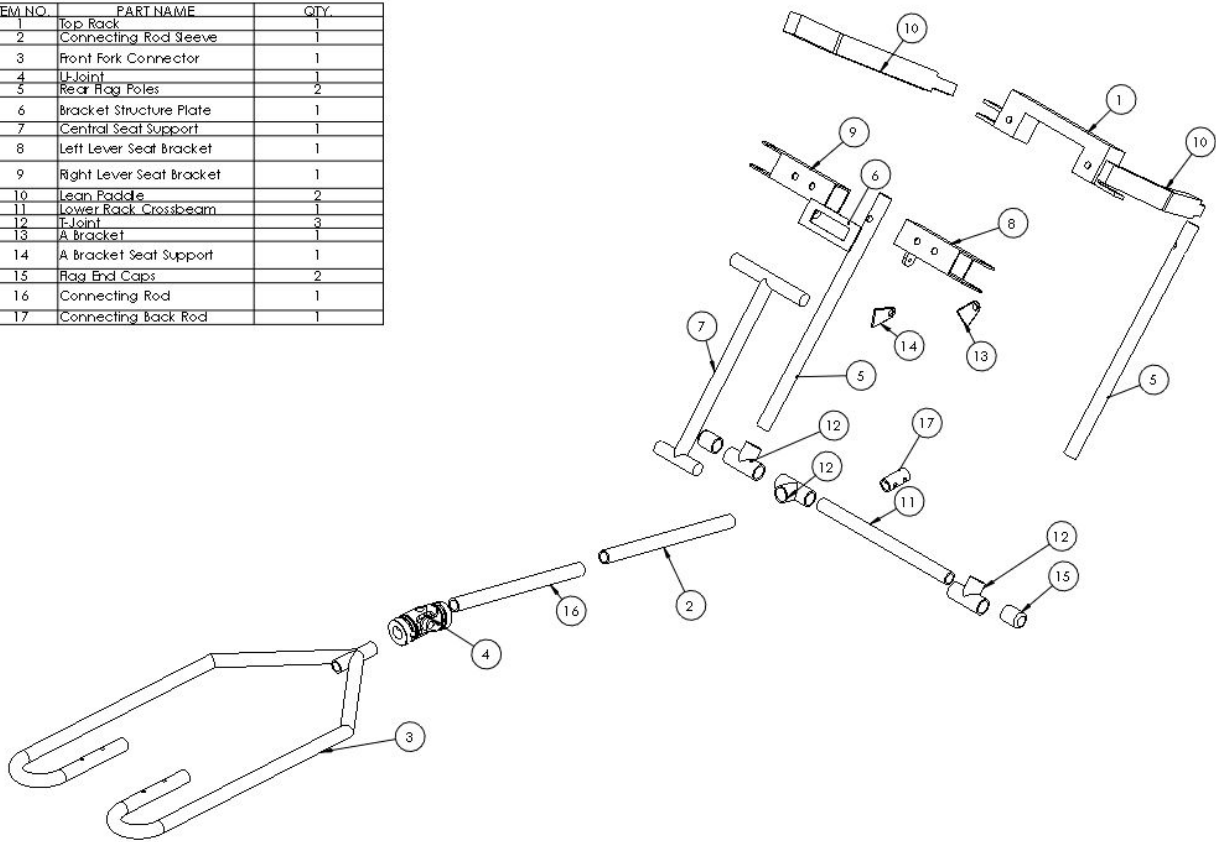 EM NO. PART NAME QTY.
1 Top Rack 1
2 Connecting Rod Sleeve 1
3 Front Fork Connector 1
4 U-Joint 1
5 Rear Flag Poles 2
6 Bracket Structure Plate 1
7 Central Seat Support 1
8 Left Lever Seat Bracket 1
9 Right Lever Seat Bracket 1
10 Lean Paddle 2
11 Lower Rack Crossbeam 1
12 T-Joint 3
13 A Bracket 1
14 A Bracket Seat Support 1
15 Flag End Caps 2
16 Connecting Rod 1
17 Connecting Back Rod 1
10
1
9
10
6
8
7
14
13
5
5
12
17
12
11
12
15
16
2
4
3